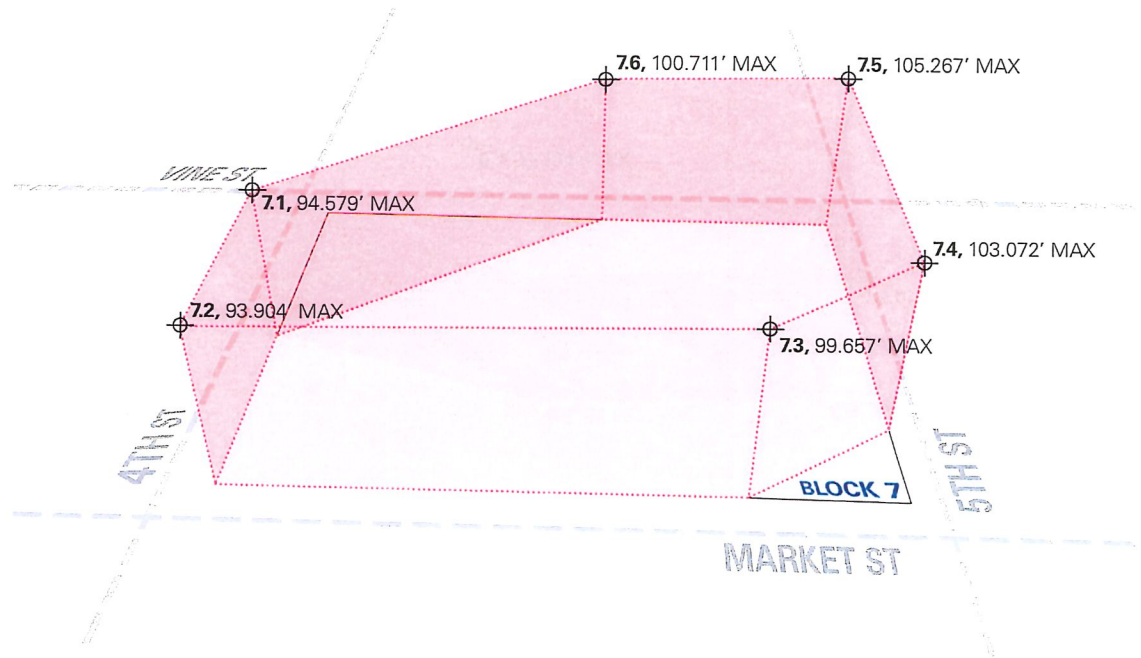 7.6, 100.711' MAX
7.5, 105.267' MAX
VINE ST
7.1, 94.579' MAX
7.4, 103.072' MAX
7.2, 93.904' MAX
7.3, 99.657' MAX
4TH ST
5TH ST
BLOCK 7
MARKET ST